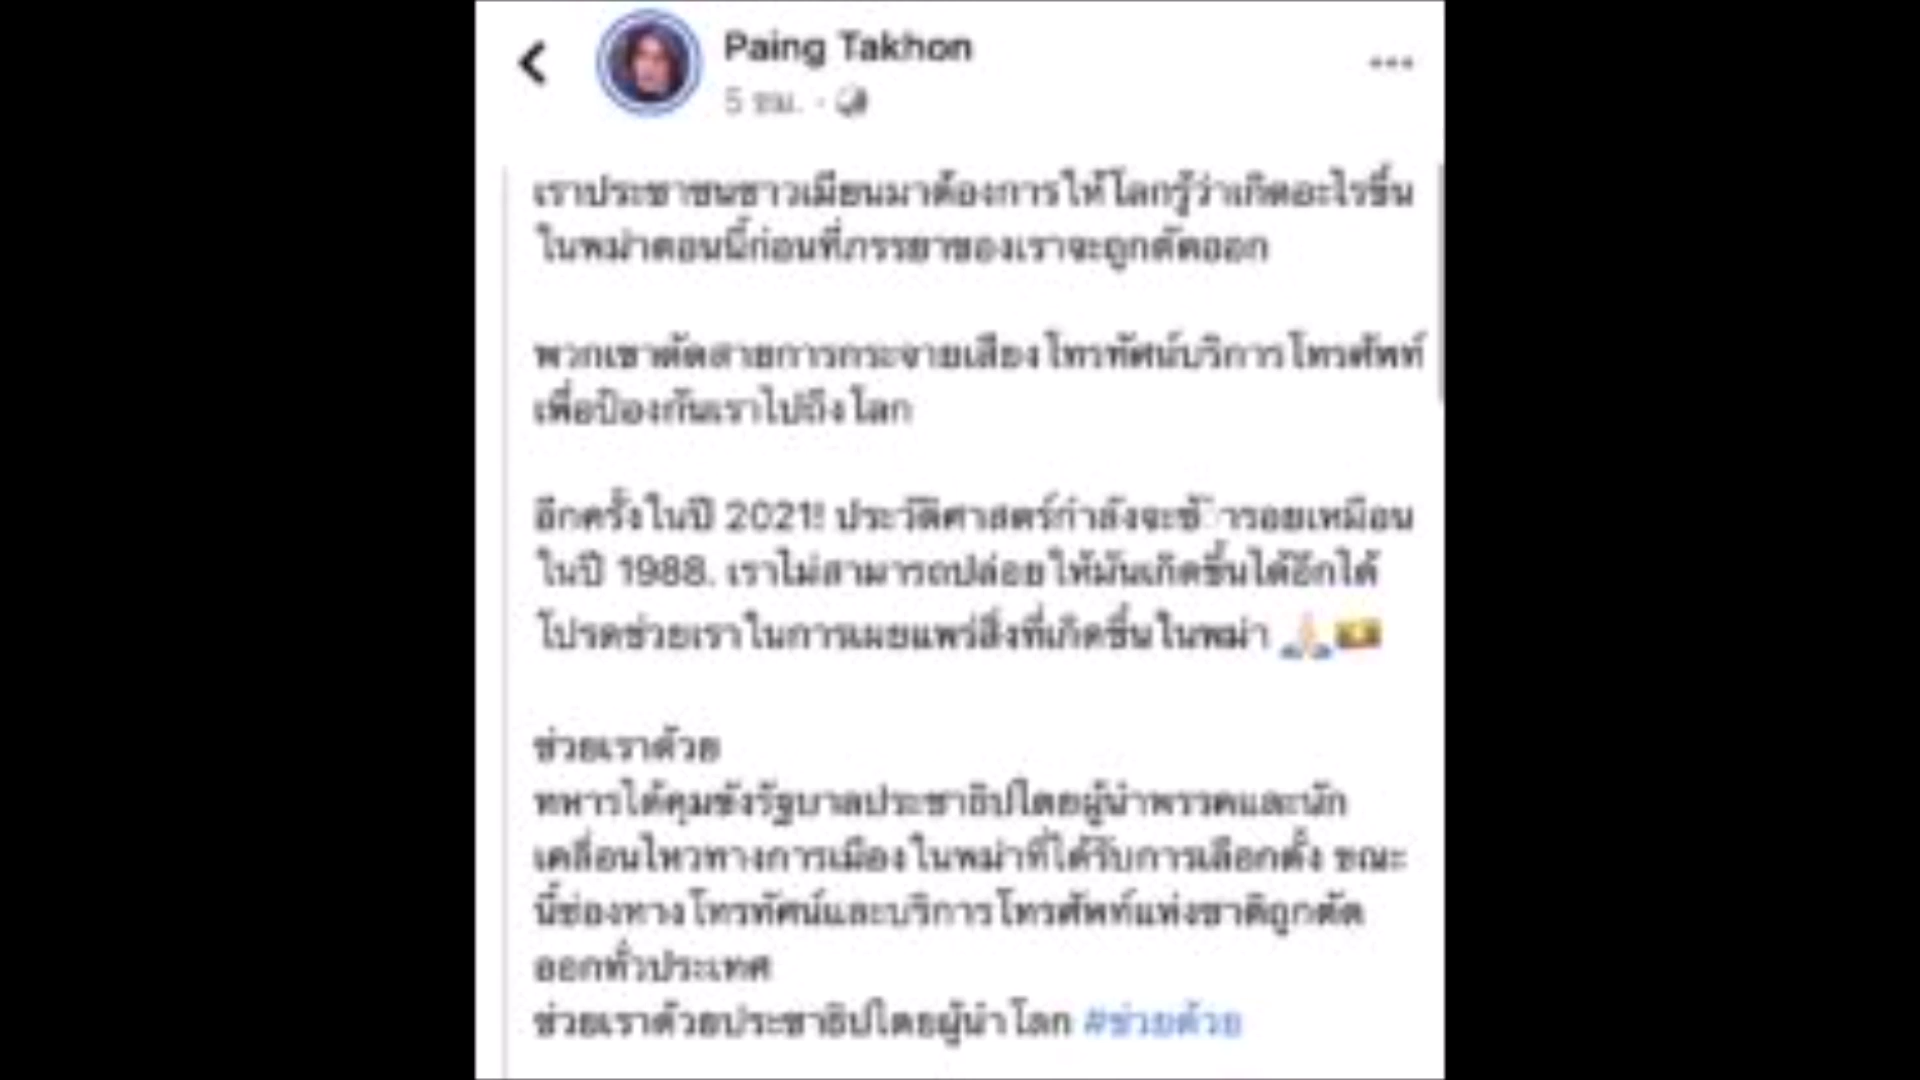 Paing Takhon
5 ชม.
เราประชาชนชาวเมียนมาต้องการให้โลกรู้ว่าเกิดอะไรขึ้น
ในพม่าตอนนี้ก่อนที่ภรรยาของเราจะถูกตัดออก
พวกเขาตัดสายการกระจายเสียงโทรทัศน์บริการโทรศัพท์
เพื่อป้องกันเราไปถึงโลก
อีกครั้งในปี 2021! ประวัติศาสตร์กำลังจะซ้ํารอยเหมือน
ในปี 1988. เราไม่สามารถปล่อยให้มันเกิดขึ้นได้อีกได้
โปรดช่วยเราในการเผยแพร่สิ่งที่เกิดขึ้นในพม่า 🙏🏻🇲🇲
ช่วยเราด้วย
ทหารได้คุมขังรัฐบาลประชาธิปไตยผู้นำพรรคและนัก
เคลื่อนไหวทางการเมืองในพม่าที่ได้รับการเลือกตั้ง ขณะ
นี้ช่องทางโทรทัศน์และบริการโทรศัพท์แห่งชาติถูกตัด
ออกทั่วประเทศ
ช่วยเราด้วยประชาธิปไตยผู้นำโลก #ช่วยด้วย